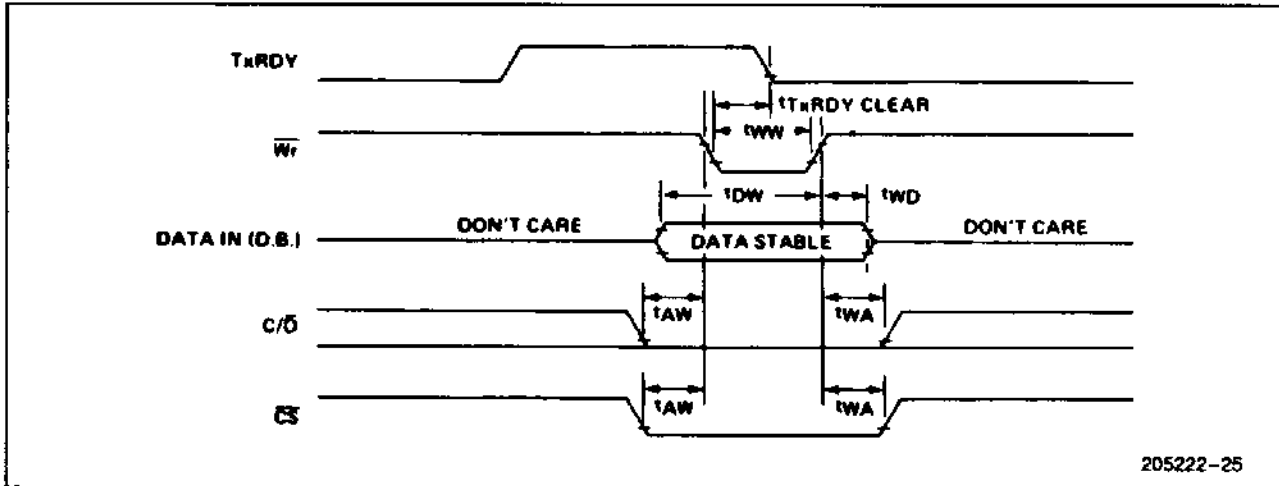 TxRDY
tTxRDY CLEAR
tWW
Wr
tDW
tWD
DON'T CARE
DON'T CARE
DATA IN (D.B.)
DATA STABLE
tAW
tWA
C/D̅
tAW
tWA
CS
205222-25